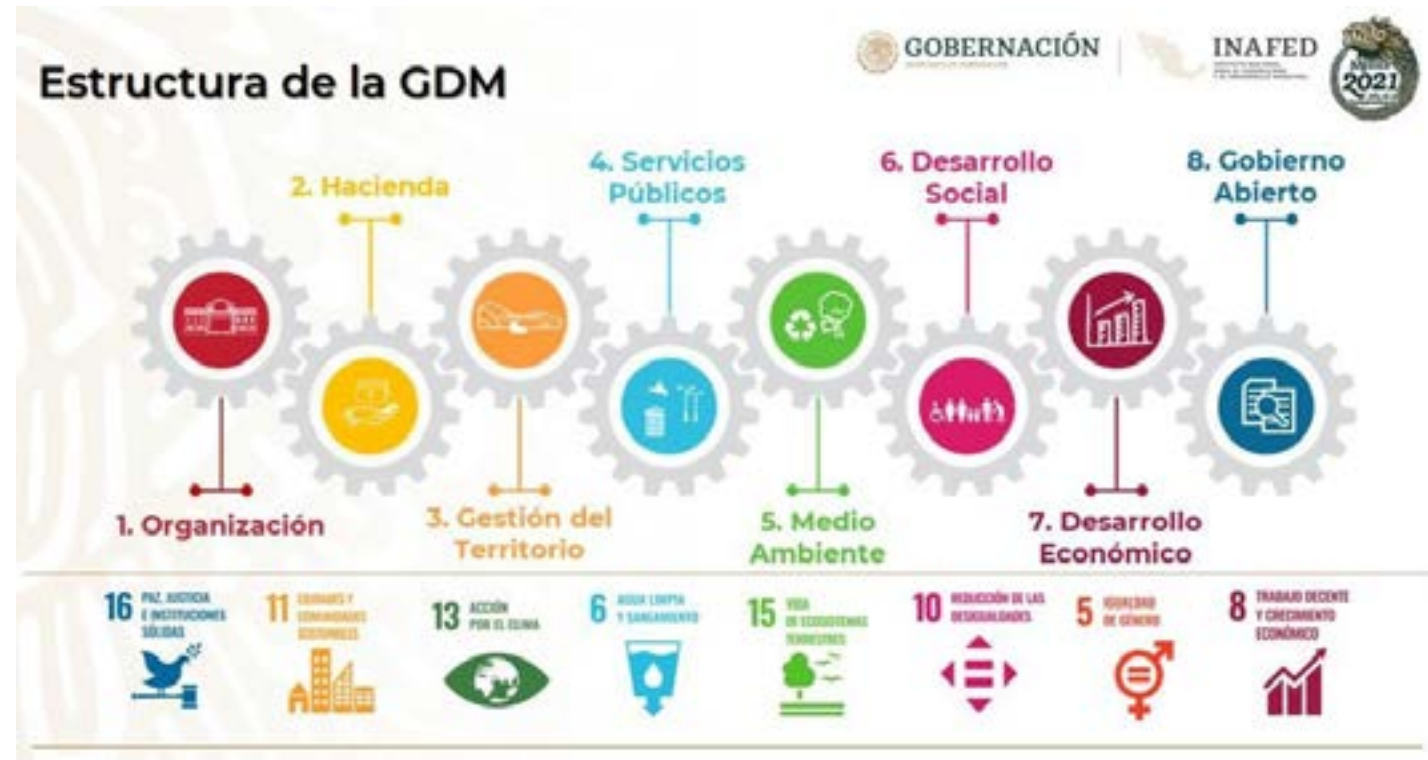 Estructura de la GDM
GOBERNACIÓN
INAFED
2021
4. Servicios
Públicos
6. Desarrollo
Social
8. Gobierno
Abierto
2. Hacienda
1. Organización
3. Gestión del
Territorio
5. Medio
Ambiente
7. Desarrollo
Económico
16 PAZ, JUSTICIA
E INSTITUCIONES
SÓLIDAS
11 CIUDADES Y
COMUNIDADES
SOSTENIBLES
13 ACCIÓN
POR EL CLIMA
6 AGUA LIMPIA
Y SANEAMIENTO
15 VIDA
DE ECOSISTEMAS
TERRESTRES
10 REDUCCIÓN DE LAS
DESIGUALDADES
5 IGUALDAD
DE GÉNERO
8 TRABAJO DECENTE
Y CRECIMIENTO
ECONÓMICO